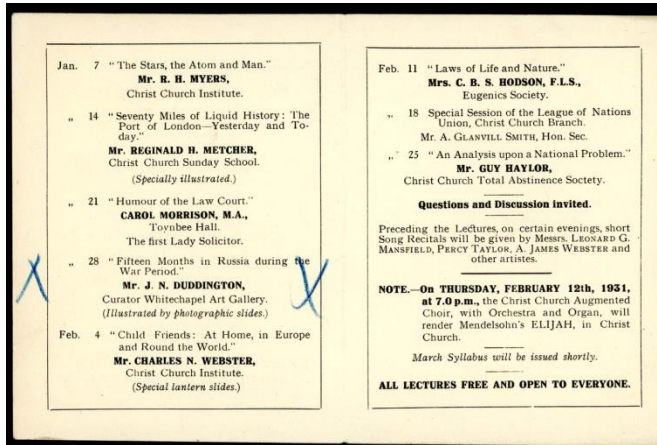 Jan. 7 "The Stars, the Atom and Man."
Mr. R. H. MYERS,
Christ Church Institute.
„ 14 "Seventy Miles of Liquid History: The
Port of London—Yesterday and To-
day."
Mr. REGINALD H. METCHER,
Christ Church Sunday School.
(Specially illustrated.)
„ 21 "Humour of the Law Court."
CAROL MORRISON, M.A.,
Toynbee Hall.
The first Lady Solicitor.
„ 28 "Fifteen Months in Russia during the
War Period."
Mr. J. N. DUDDINGTON,
Curator Whitechapel Art Gallery.
(Illustrated by photographic slides.)
Feb. 4 "Child Friends: At Home, in Europe
and Round the World."
Mr. CHARLES N. WEBSTER,
Christ Church Institute.
(Special lantern slides.)
Feb. 11 "Laws of Life and Nature."
Mrs. C. B. S. HODSON, F.L.S.,
Eugenics Society.
„ 18 Special Session of the League of Nations
Union, Christ Church Branch.
Mr. A. GLANVILL SMITH, Hon. Sec.
„ 25 "An Analysis upon a National Problem."
Mr. GUY HAYLOR,
Christ Church Total Abstinence Soctety.
Questions and Discussion invited.
Preceding the Lectures, on certain evenings, short
Song Recitals will be given by Messrs. LEONARD G.
MANSFIELD, PERCY TAYLOR, A. JAMES WEBSTER and
other artistes.
NOTE.—On THURSDAY, FEBRUARY 12th, 1931,
at 7.0 p.m., the Christ Church Augmented
Choir, with Orchestra and Organ, will
render Mendelsohn's ELIJAH, in Christ
Church.
March Syllabus will be issued shortly.
ALL LECTURES FREE AND OPEN TO EVERYONE.